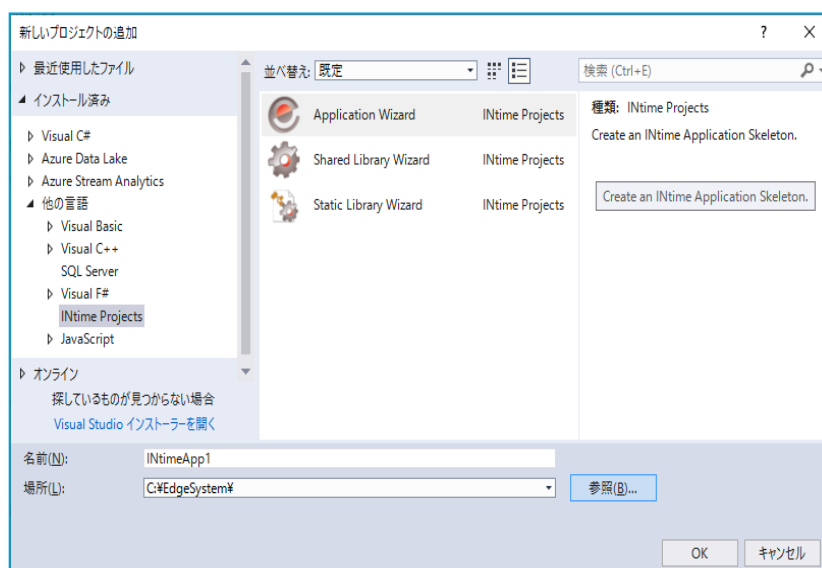 新しいプロジェクトの追加
? X
▷ 最近使用したファイル
◢ インストール済み
▷ Visual C#
▷ Azure Data Lake
▷ Azure Stream Analytics
◢ 他の言語
▷ Visual Basic
▷ Visual C++
SQL Server
▷ Visual F#
INtime Projects
▷ JavaScript
▷ オンライン
探しているものが見つからない場合
Visual Studio インストーラーを開く
並べ替え: 既定
Application Wizard INtime Projects
Shared Library Wizard INtime Projects
Static Library Wizard INtime Projects
検索 (Ctrl+E)
種類: INtime Projects
Create an INtime Application Skeleton.
Create an INtime Application Skeleton.
名前(N): INtimeApp1
場所(L): C:¥EdgeSystem¥
参照(B)...
OK キャンセル